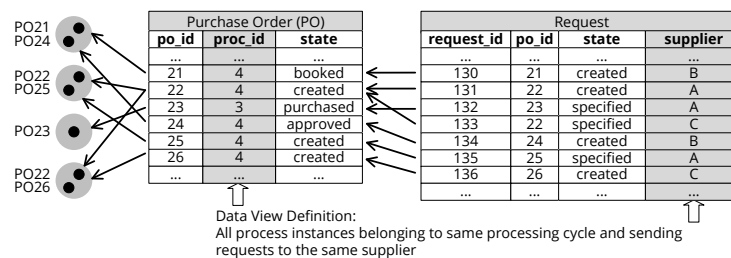 PO21
PO24
PO22
PO25
PO23
PO22
PO26
Purchase Order (PO)
po_id proc_id state
... ... ...
21 4 booked
22 4 created
23 3 purchased
24 4 approved
25 4 created
26 4 created
... ... ...
Request
request_id po_id state supplier
... ... ... ...
130 21 created B
131 22 created A
132 23 specified A
133 22 specified C
134 24 created B
135 25 specified A
136 26 created C
... ... ... ...
Data View Definition:
All process instances belonging to same processing cycle and sending
requests to the same supplier